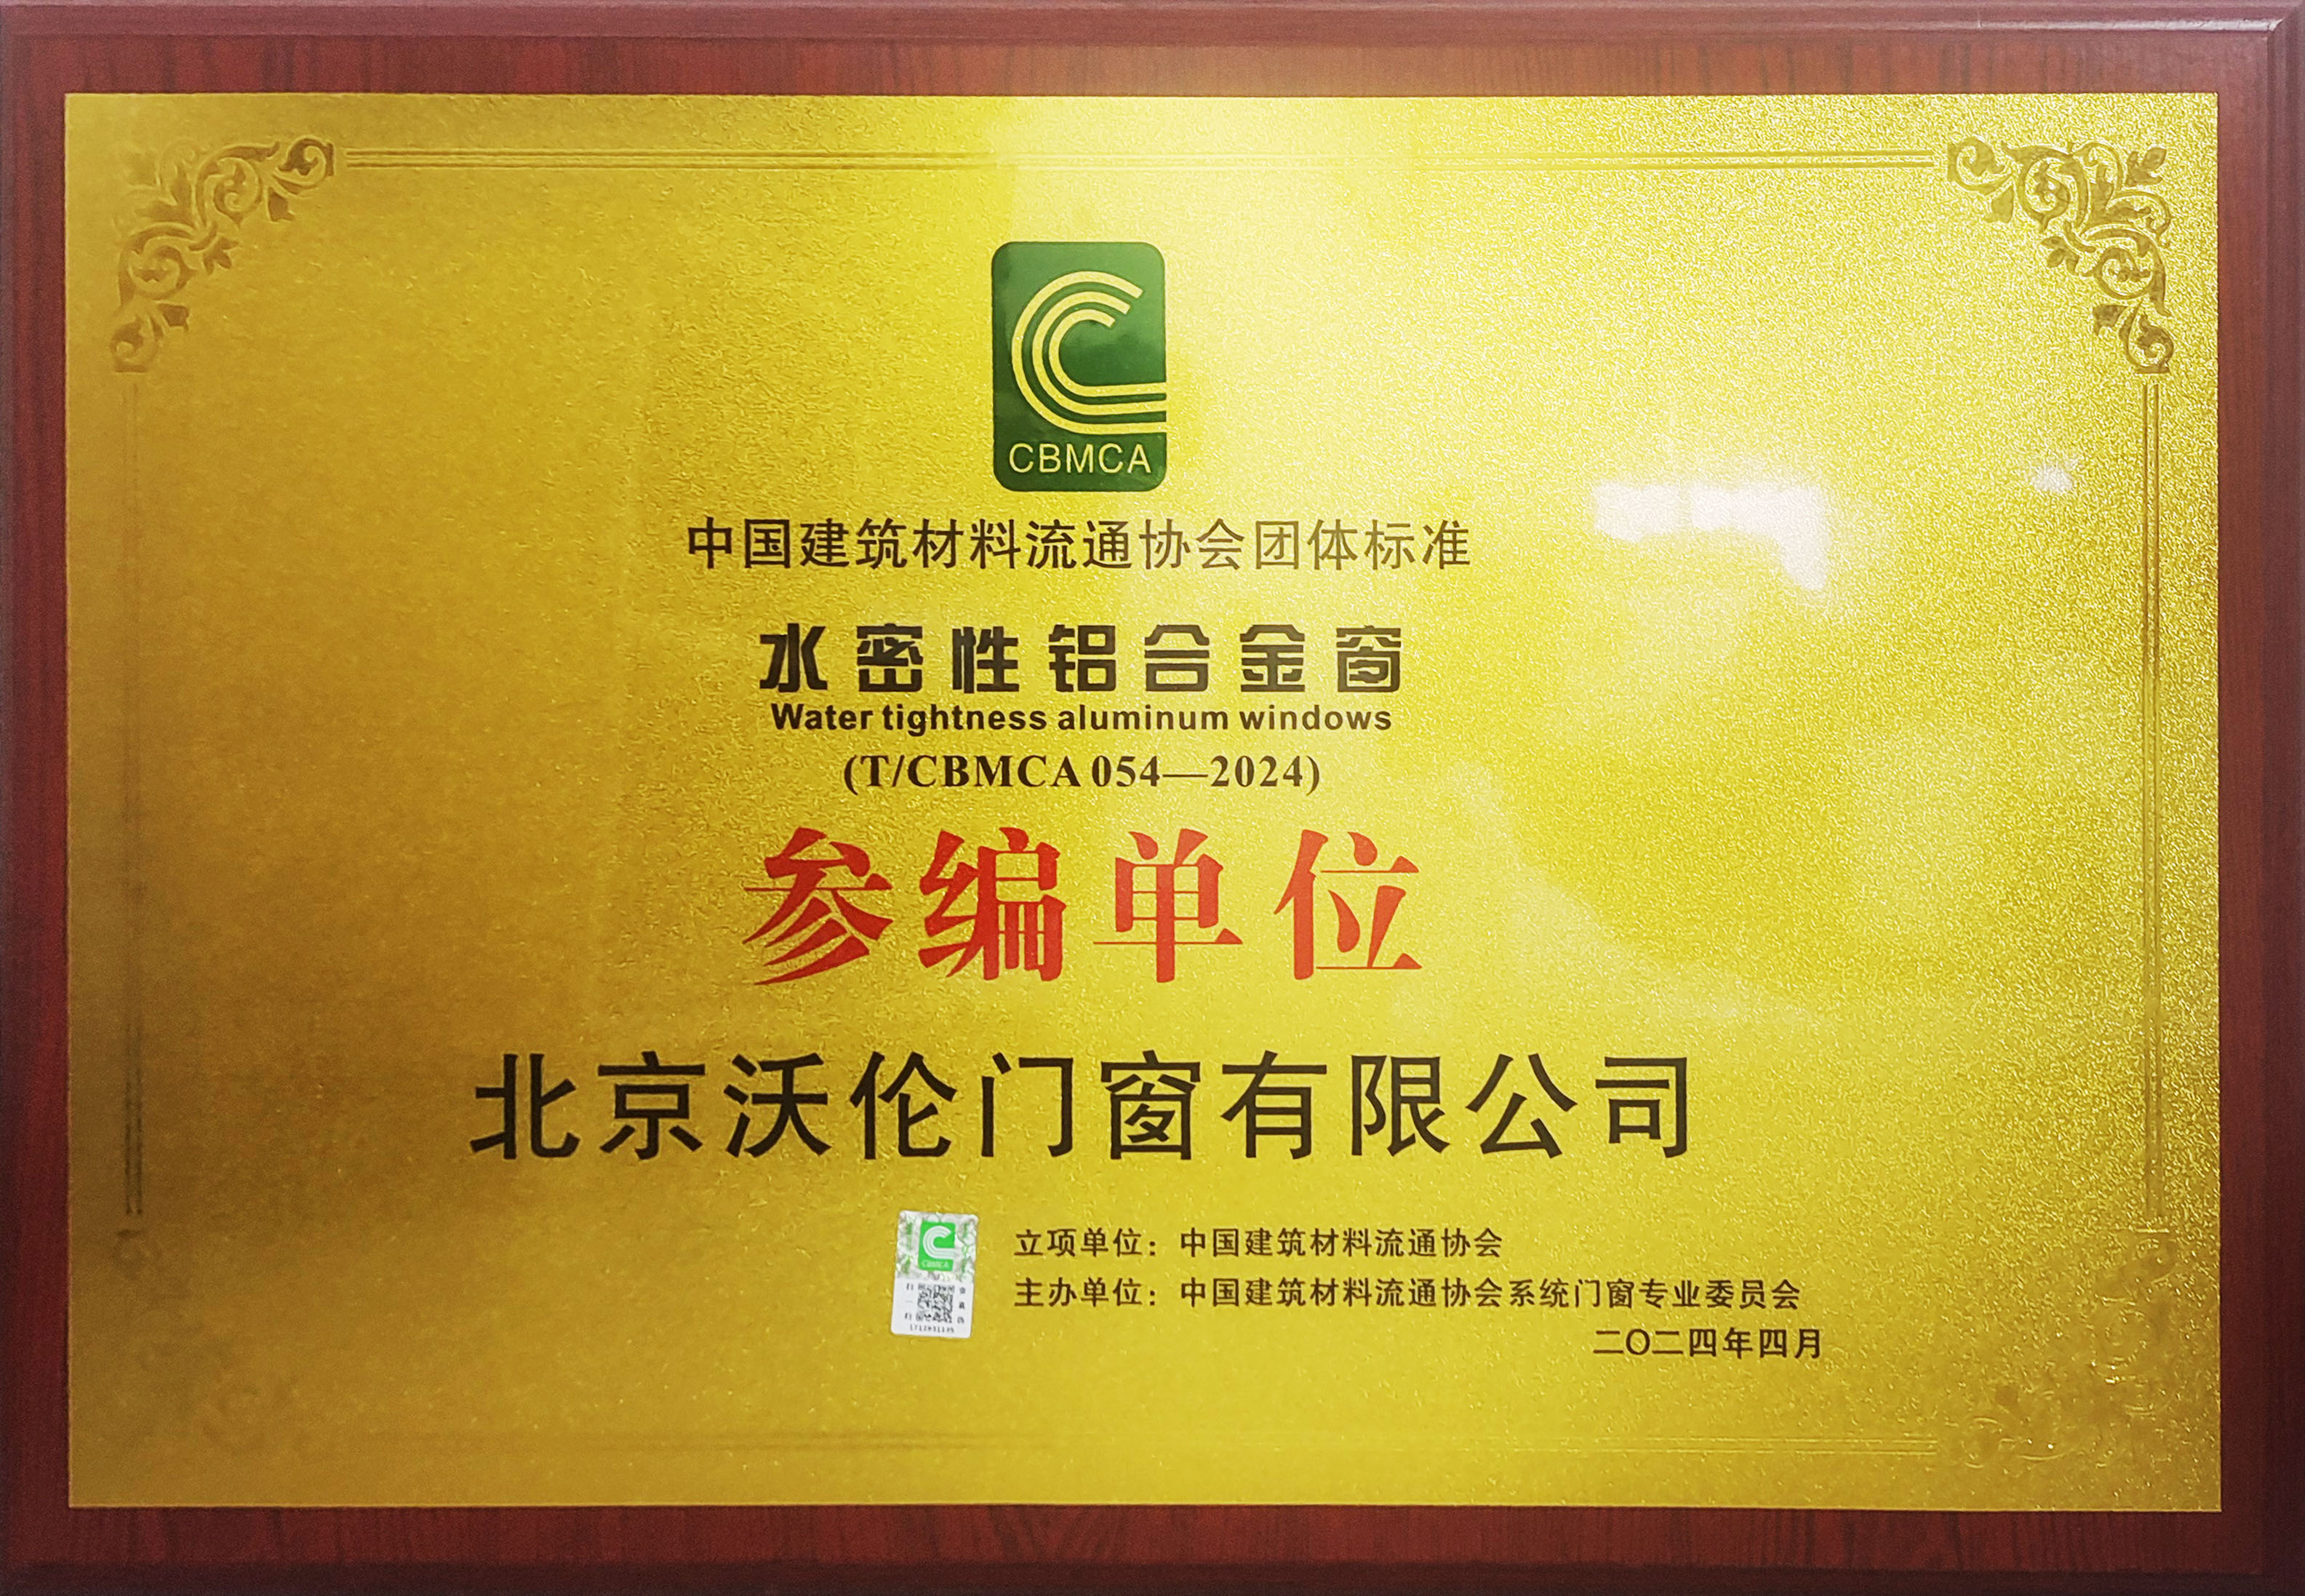 CBMCA
中国建筑材料流通协会团体标准
水密性铝合金窗
Water tightness aluminum windows
(T/CBMCA 054—2024)
参编单位
北京沃伦门窗有限公司
立项单位：中国建筑材料流通协会
主办单位：中国建筑材料流通协会系统门窗专业委员会
二〇二四年四月
CBMCA